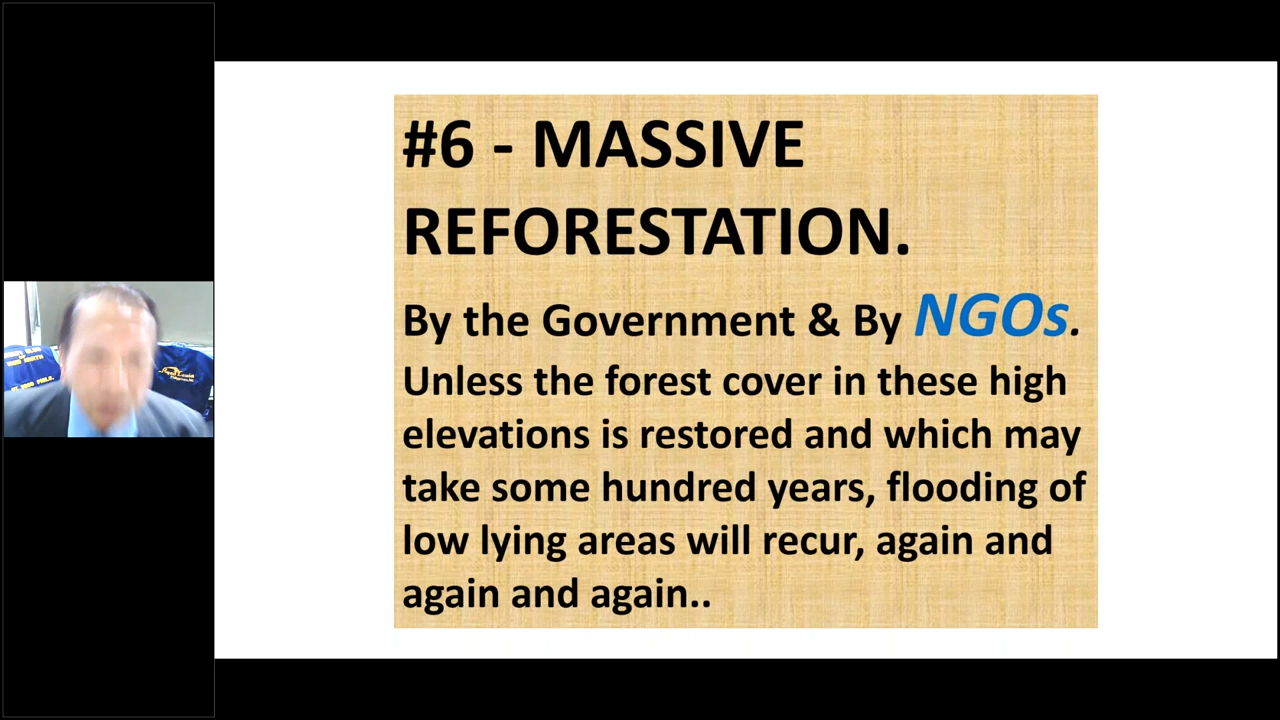 #6 - MASSIVE
REFORESTATION.
By the Government & By NGOs.
Unless the forest cover in these high
elevations is restored and which may
take some hundred years, flooding of
low lying areas will recur, again and
again and again..